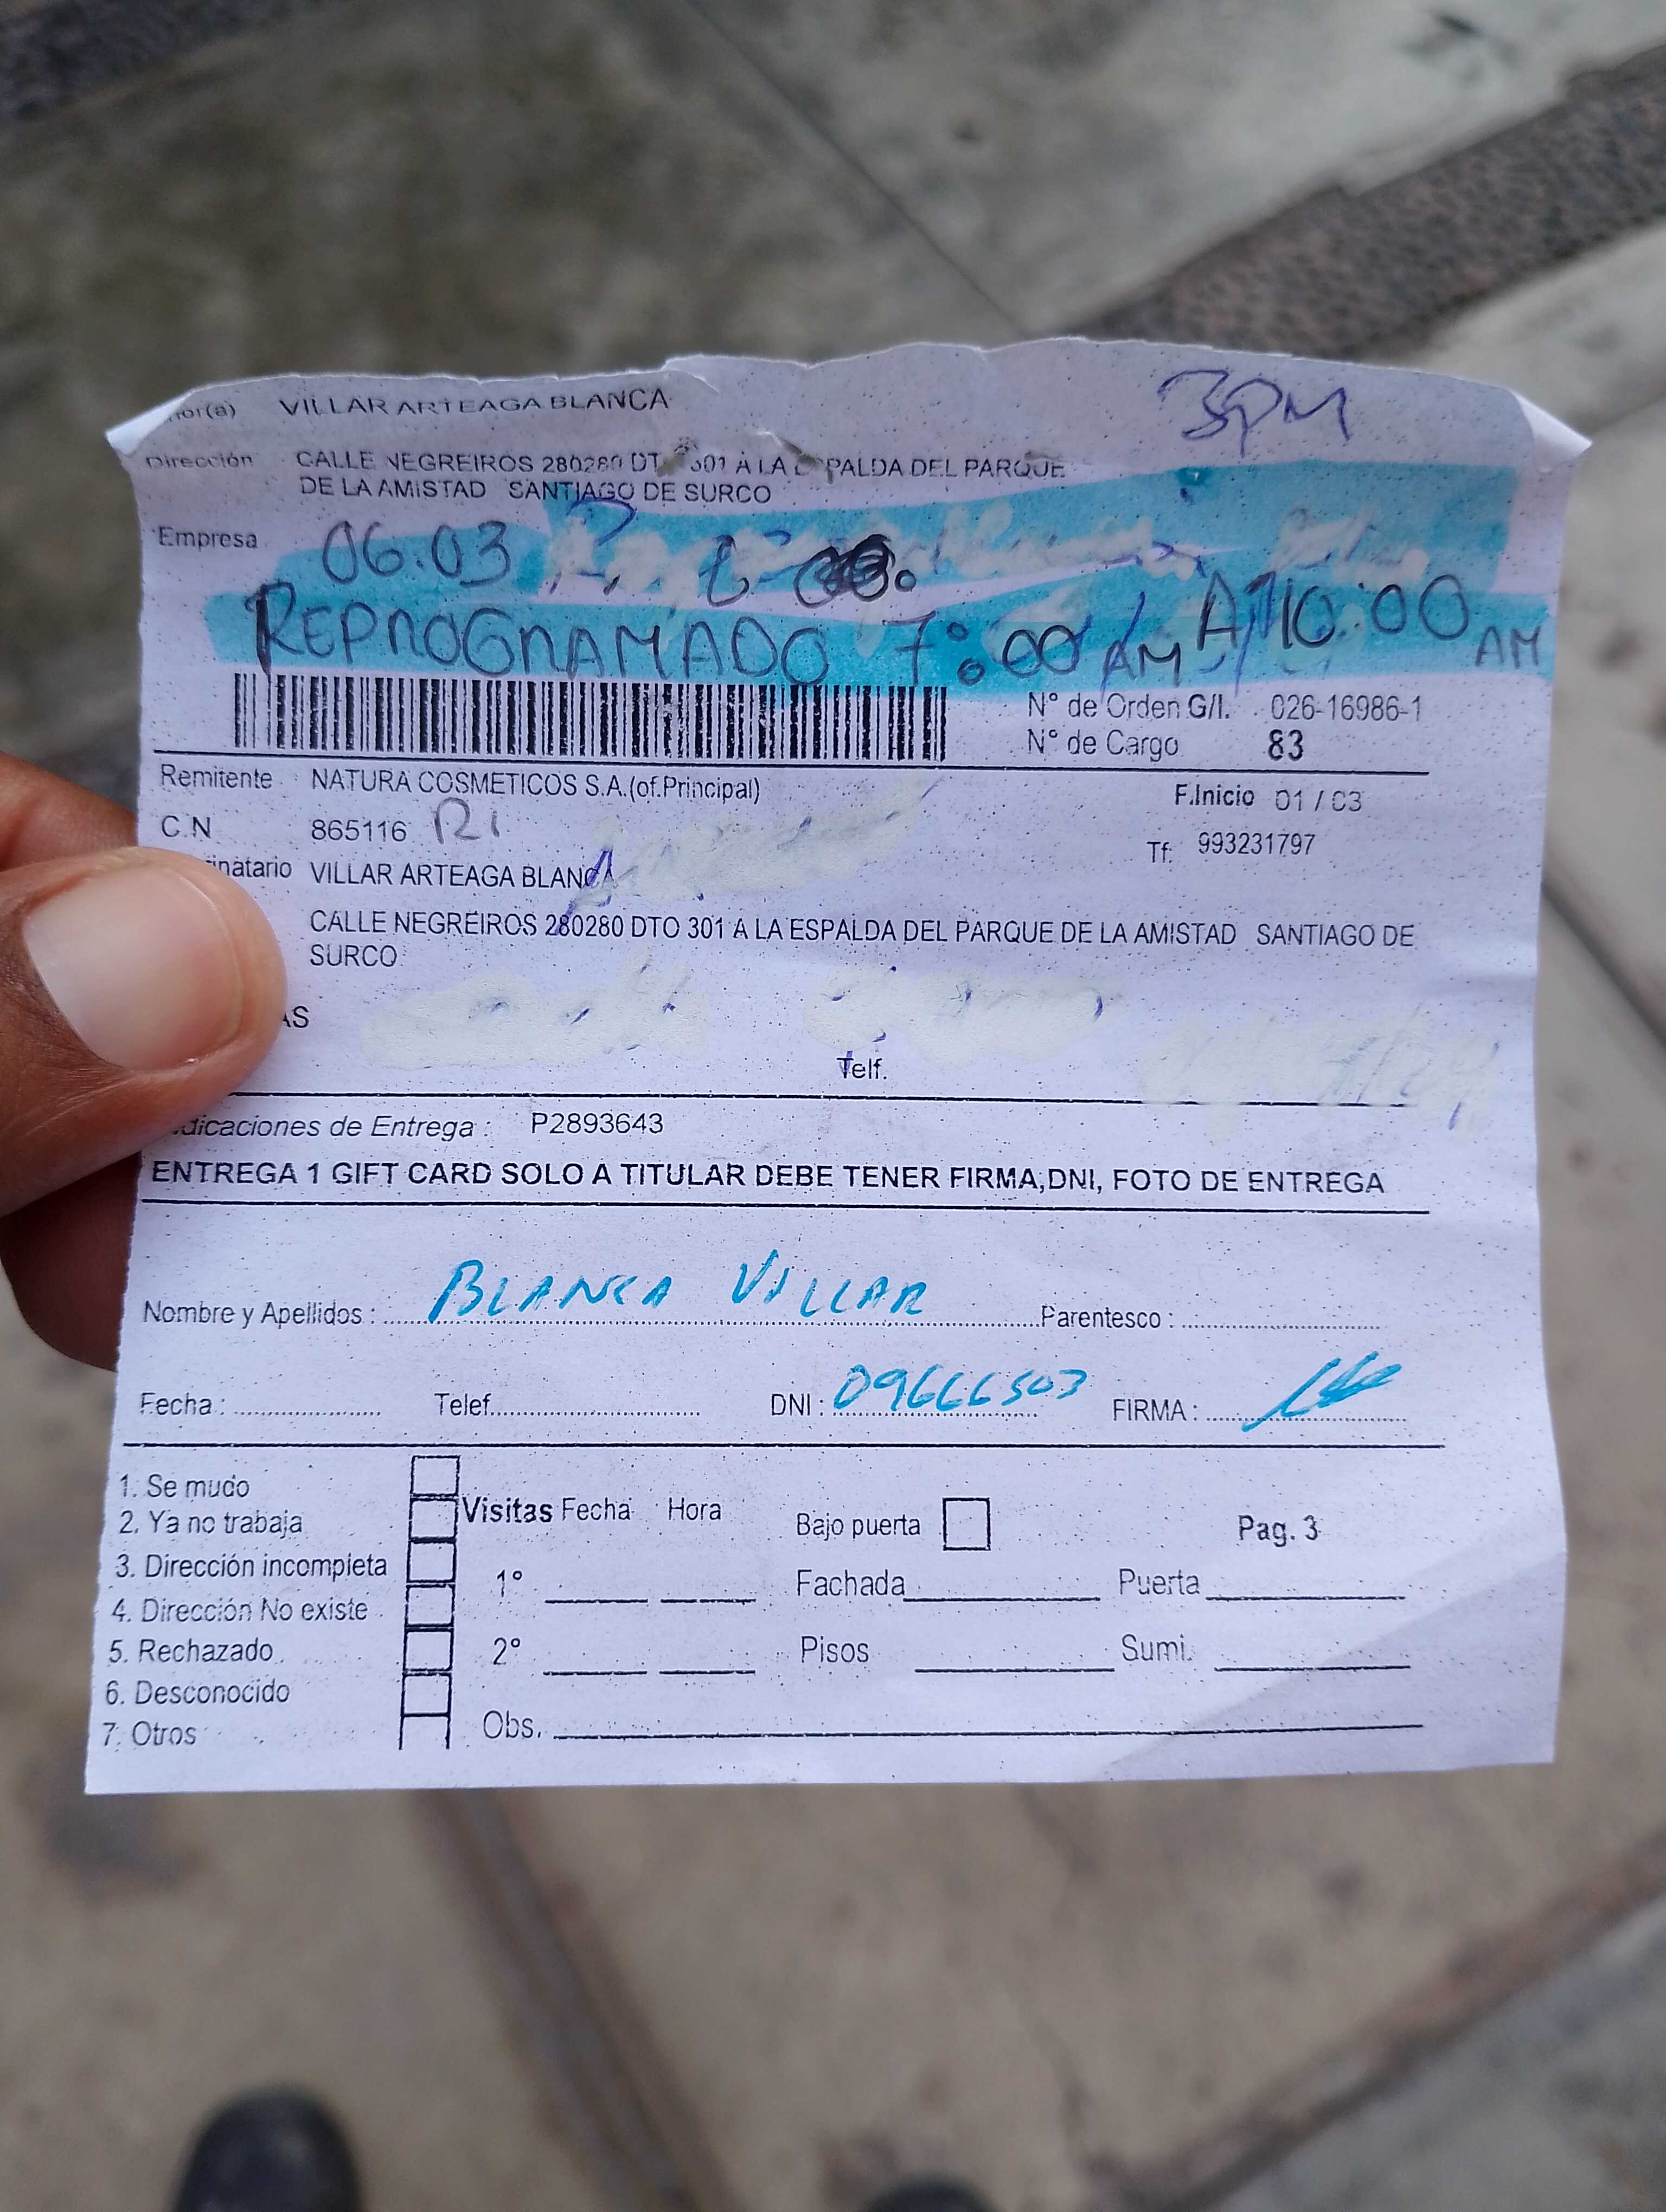 VILLAR ARTEAGA BLANCA
3PM
Dirección CALLE NEGREIROS 280280 301 A LA PALDA DEL PARQUE
DE LA AMISTAD SANTIAGO DE SURCO
Empresa 06.03
REPROGRAMADO 7:00 AM A 10:00 AM
N° de Orden G/I. 026-16986-1
N° de Cargo 83
Remitente : NATURA COSMETICOS S.A.(of.Principal) F.Inicio 01 / 03
C.N 865116 R1 Tf: 993231797
inatario VILLAR ARTEAGA BLANCA
CALLE NEGREIROS 280280 DTO 301 A LA ESPALDA DEL PARQUE DE LA AMISTAD SANTIAGO DE
SURCO
AS
Telf.
dicaciones de Entrega : P2893643
ENTREGA 1 GIFT CARD SOLO A TITULAR DEBE TENER FIRMA,DNI, FOTO DE ENTREGA
Nombre y Apellidos : BLANCA VILLAR Parentesco :
Fecha : Telef. DNI : 09666503 FIRMA :
1. Se mudo
2. Ya no trabaja
3. Dirección incompleta
4. Dirección No existe
5. Rechazado
6. Desconocido
7. Otros
Visitas Fecha Hora Bajo puerta Pag. 3
1° Fachada Puerta
2° Pisos Sumi.
Obs.